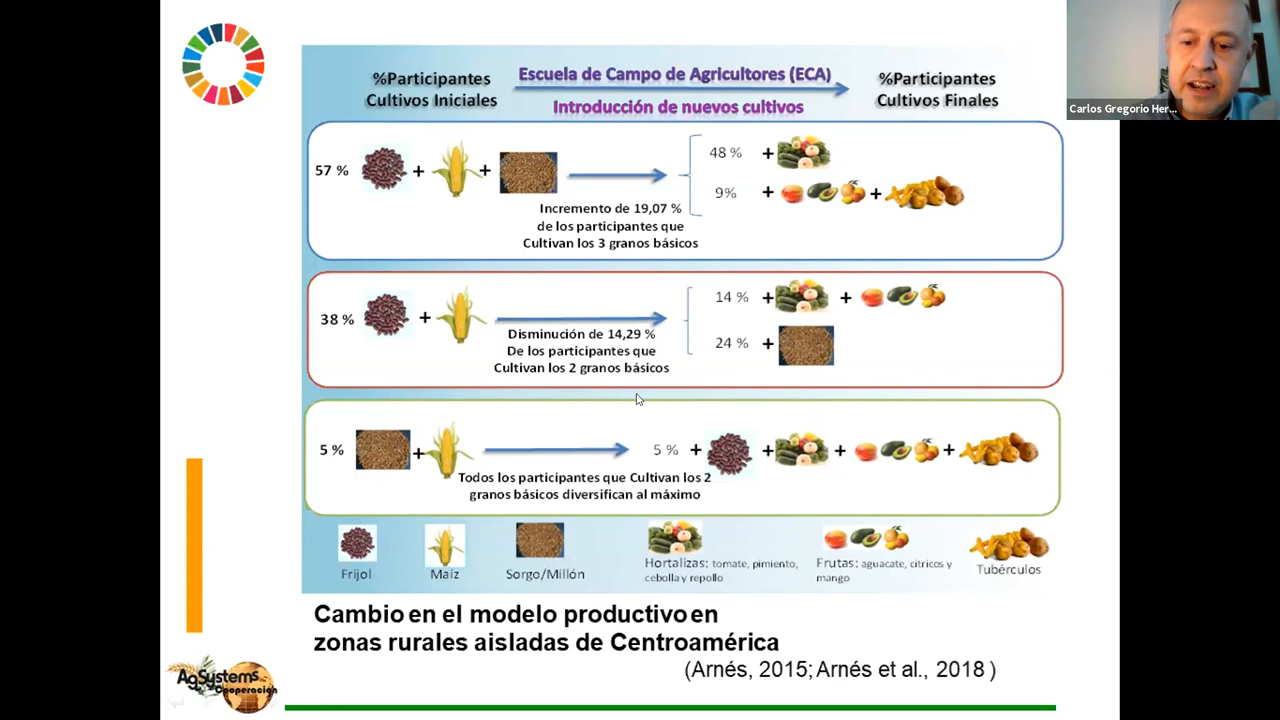 %Participantes
Cultivos Iniciales
Escuela de Campo de Agricultores (ECA)
Introducción de nuevos cultivos
%Participantes
Cultivos Finales
Carlos Gregorio Her...
57 % + +
48 % +
9% + +
Incremento de 19,07 %
de los participantes que
Cultivan los 3 granos básicos
38 % +
14 % + +
24 % +
Disminución de 14,29 %
De los participantes que
Cultivan los 2 granos básicos
5 % +
5 % + + + +
Todos los participantes que Cultivan los 2
granos básicos diversifican al máximo
Frijol
Maíz
Sorgo/Millón
Hortalizas: tomate, pimiento,
cebolla y repollo
Frutas: aguacate, cítricos y
mango
Tubérculos
Cambio en el modelo productivo en
zonas rurales aisladas de Centroamérica
(Arnés, 2015; Arnés et al., 2018 )
AgSystems
Cooperación